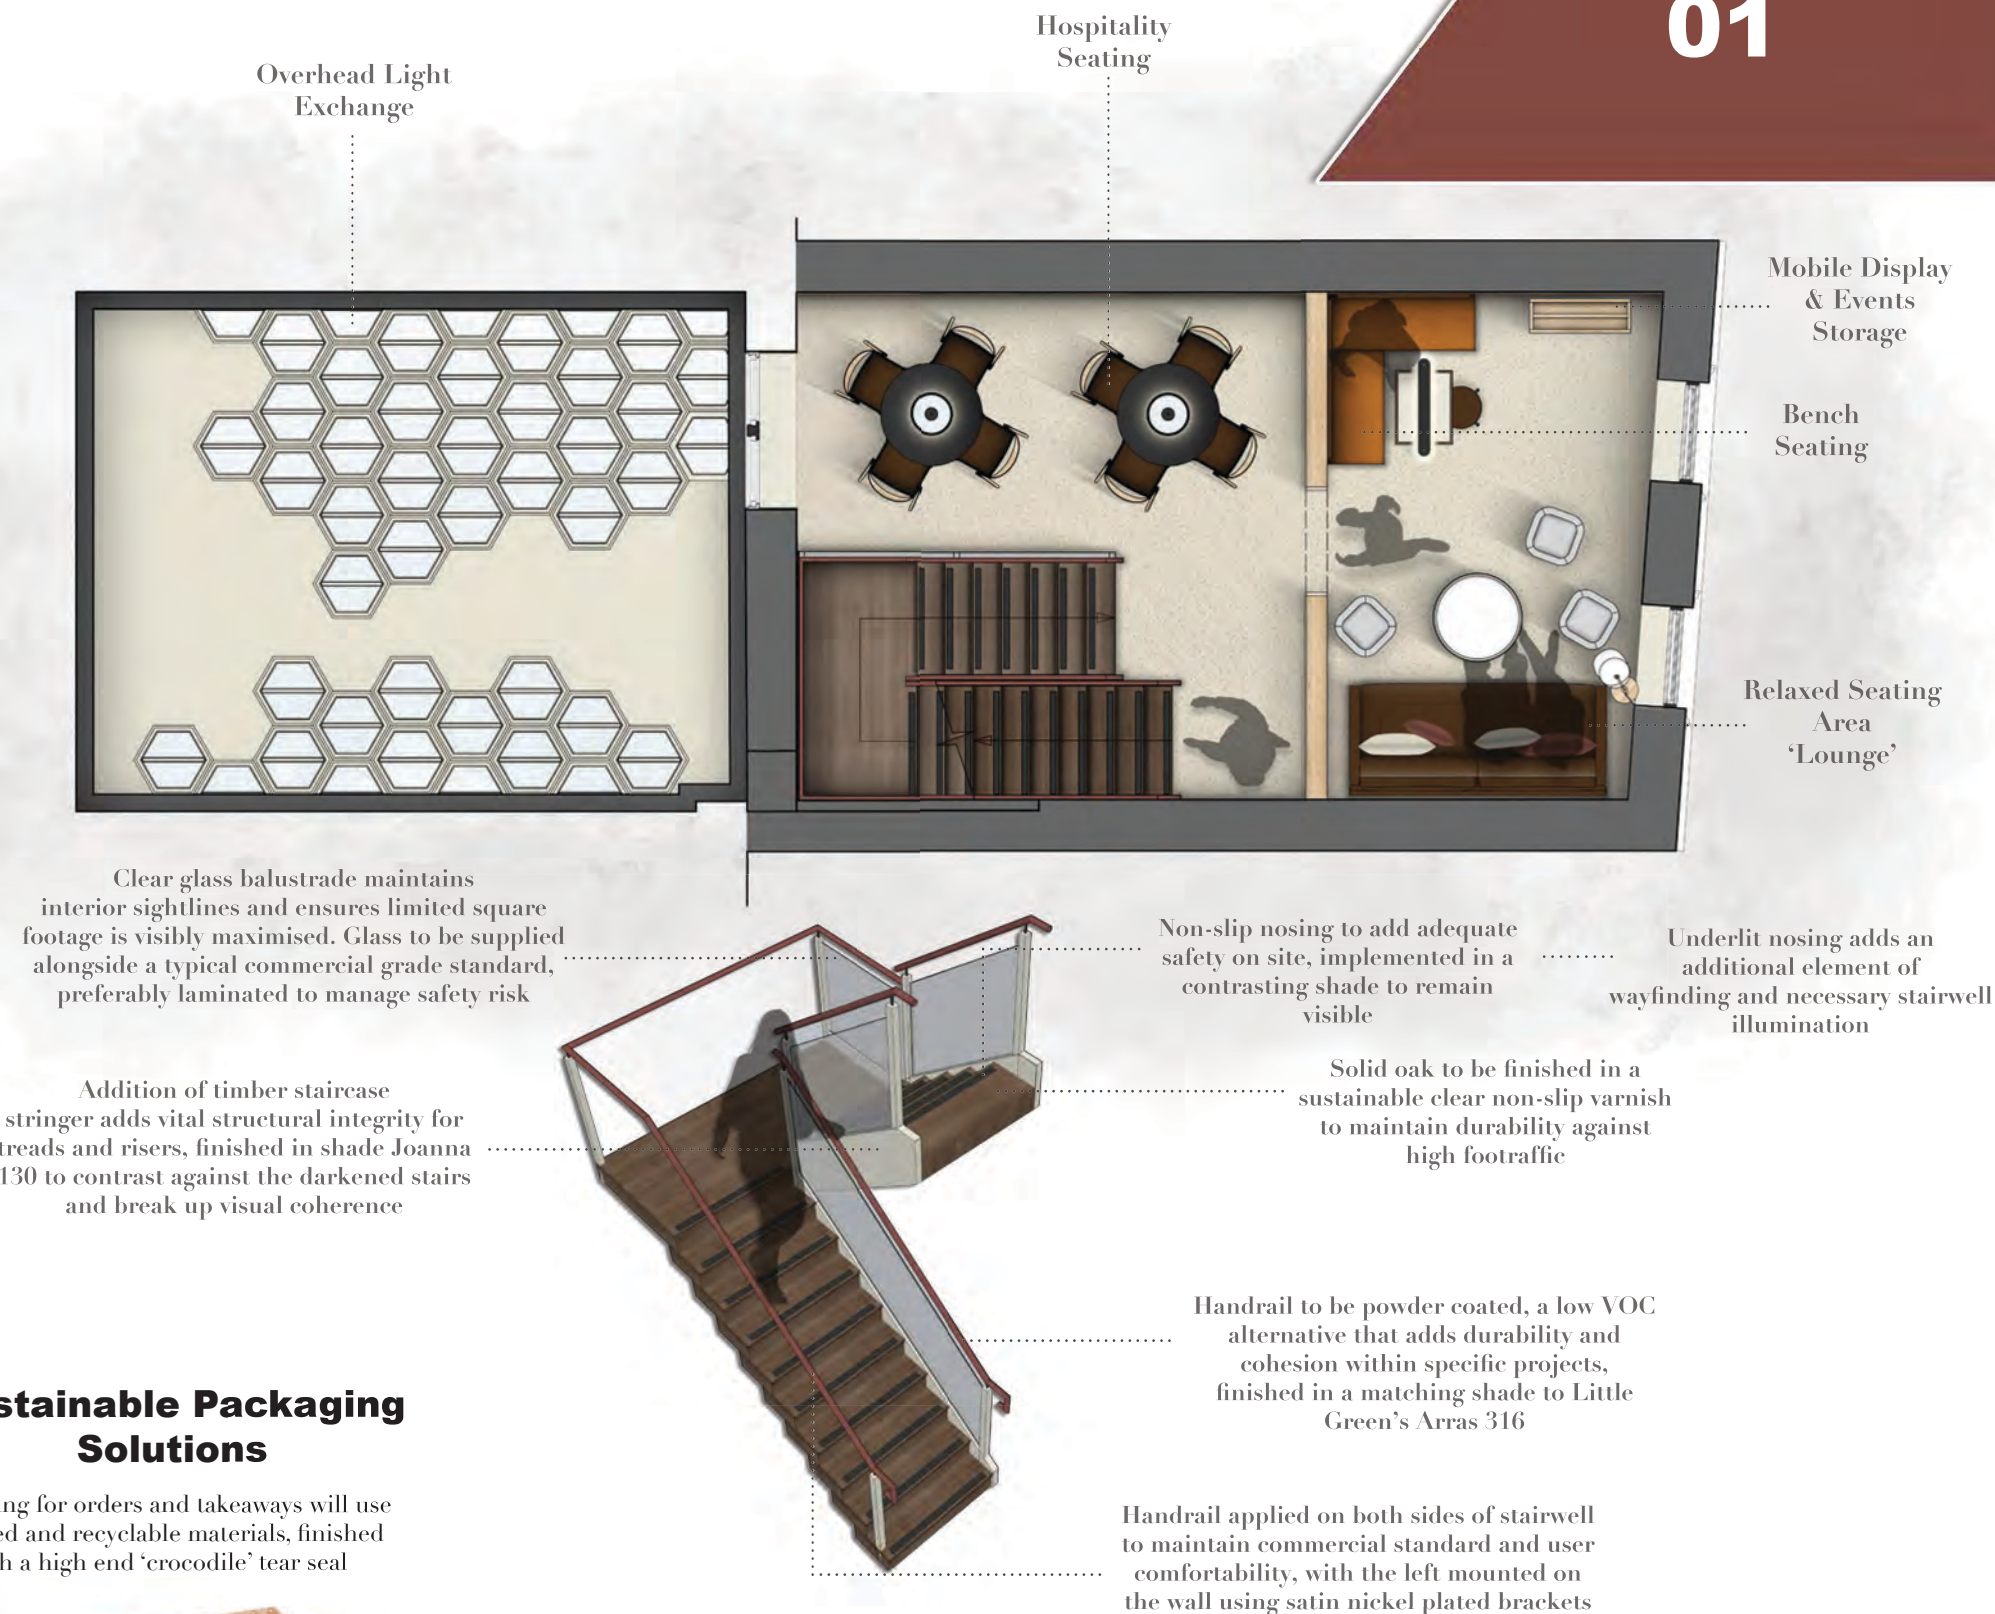 01
Hospitality
Seating
Overhead Light
Exchange
Mobile Display
& Events
Storage
Bench
Seating
Relaxed Seating
Area
‘Lounge’
Clear glass balustrade maintains
interior sightlines and ensures limited square
footage is visibly maximised. Glass to be supplied
alongside a typical commercial grade standard,
preferably laminated to manage safety risk
Non-slip nosing to add adequate
safety on site, implemented in a
contrasting shade to remain
visible
Underlit nosing adds an
additional element of
wayfinding and necessary stairwell
illumination
Addition of timber staircase
stringer adds vital structural integrity for
treads and risers, finished in shade Joanna
130 to contrast against the darkened stairs
and break up visual coherence
Solid oak to be finished in a
sustainable clear non-slip varnish
to maintain durability against
high footraffic
Handrail to be powder coated, a low VOC
alternative that adds durability and
cohesion within specific projects,
finished in a matching shade to Little
Green’s Arras 316
stainable Packaging
Solutions
ng for orders and takeaways will use
ed and recyclable materials, finished
h a high end ‘crocodile’ tear seal
Handrail applied on both sides of stairwell
to maintain commercial standard and user
comfortability, with the left mounted on
the wall using satin nickel plated brackets